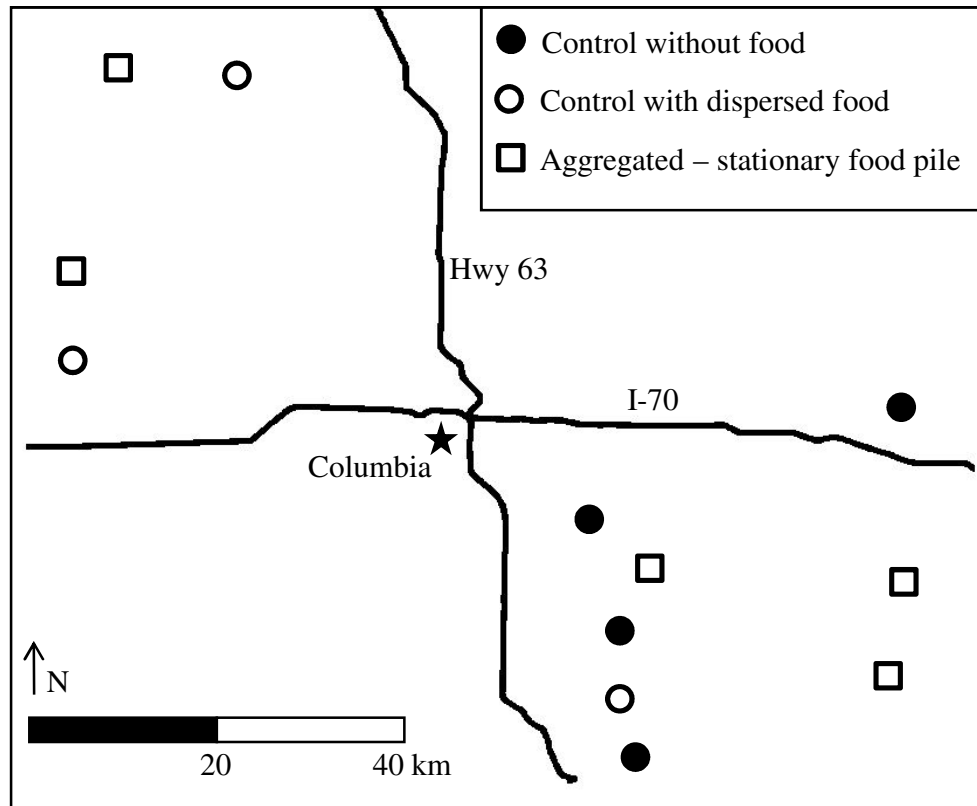 Control without food
Control with dispersed food
Aggregated – stationary food pile
Hwy 63
I-70
Columbia
N
20
40 km